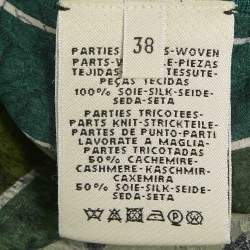 PARTIES
-WOVEN
PARTS-W
-PIEZAS
TEJIDAS
TESSUTE-
38
PEÇAS TECIDAS
100% SOIE-SILK-SEIDE-
SEDA-SETA
PARTIES TRICOTEES-
PARTS KNIT-STRICKTEILE-
PARTES DE PUNTO-PARTI
LAVORATE A MAGLIA-
PARTES TRICOTADAS
50% CACHEMIRE-
CASHMERE-KASCHMIR-
CAXEMIRA
50% SOIE-SILK-SEIDE-
SEDA-SETA